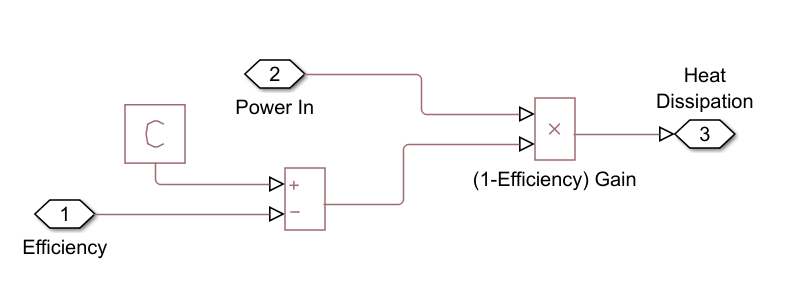 2
Power In
Heat
Dissipation
3
C
×
(1-Efficiency) Gain
+
−
1
Efficiency